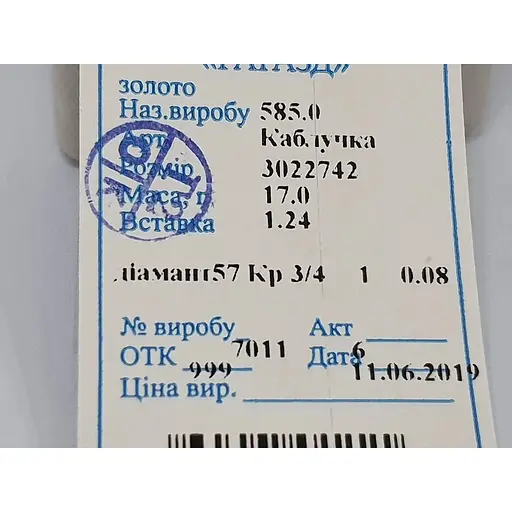 золото
Наз.виробу 585.0
Арт. Каблучка
Розмір 3022742
Маса, г 17.0
Вставка 1.24
діамант57 Кр 3/4 1 0.08
№ виробу 7011 Акт 6
ОТК 999 Дата 11.06.2019
Ціна вир.